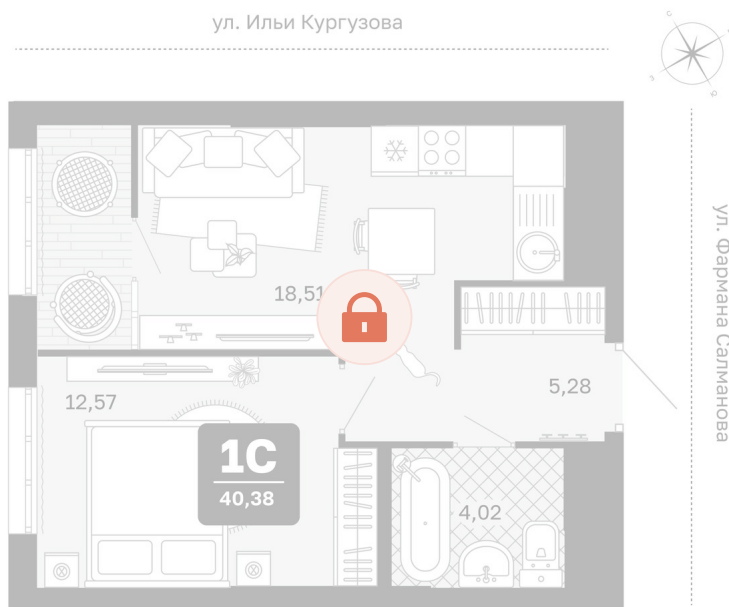 ул. Ильи Кургузова
с
з
ю
18,51
ул. Фармана Салманова
12,57
5,28
1С
40,38
4,02